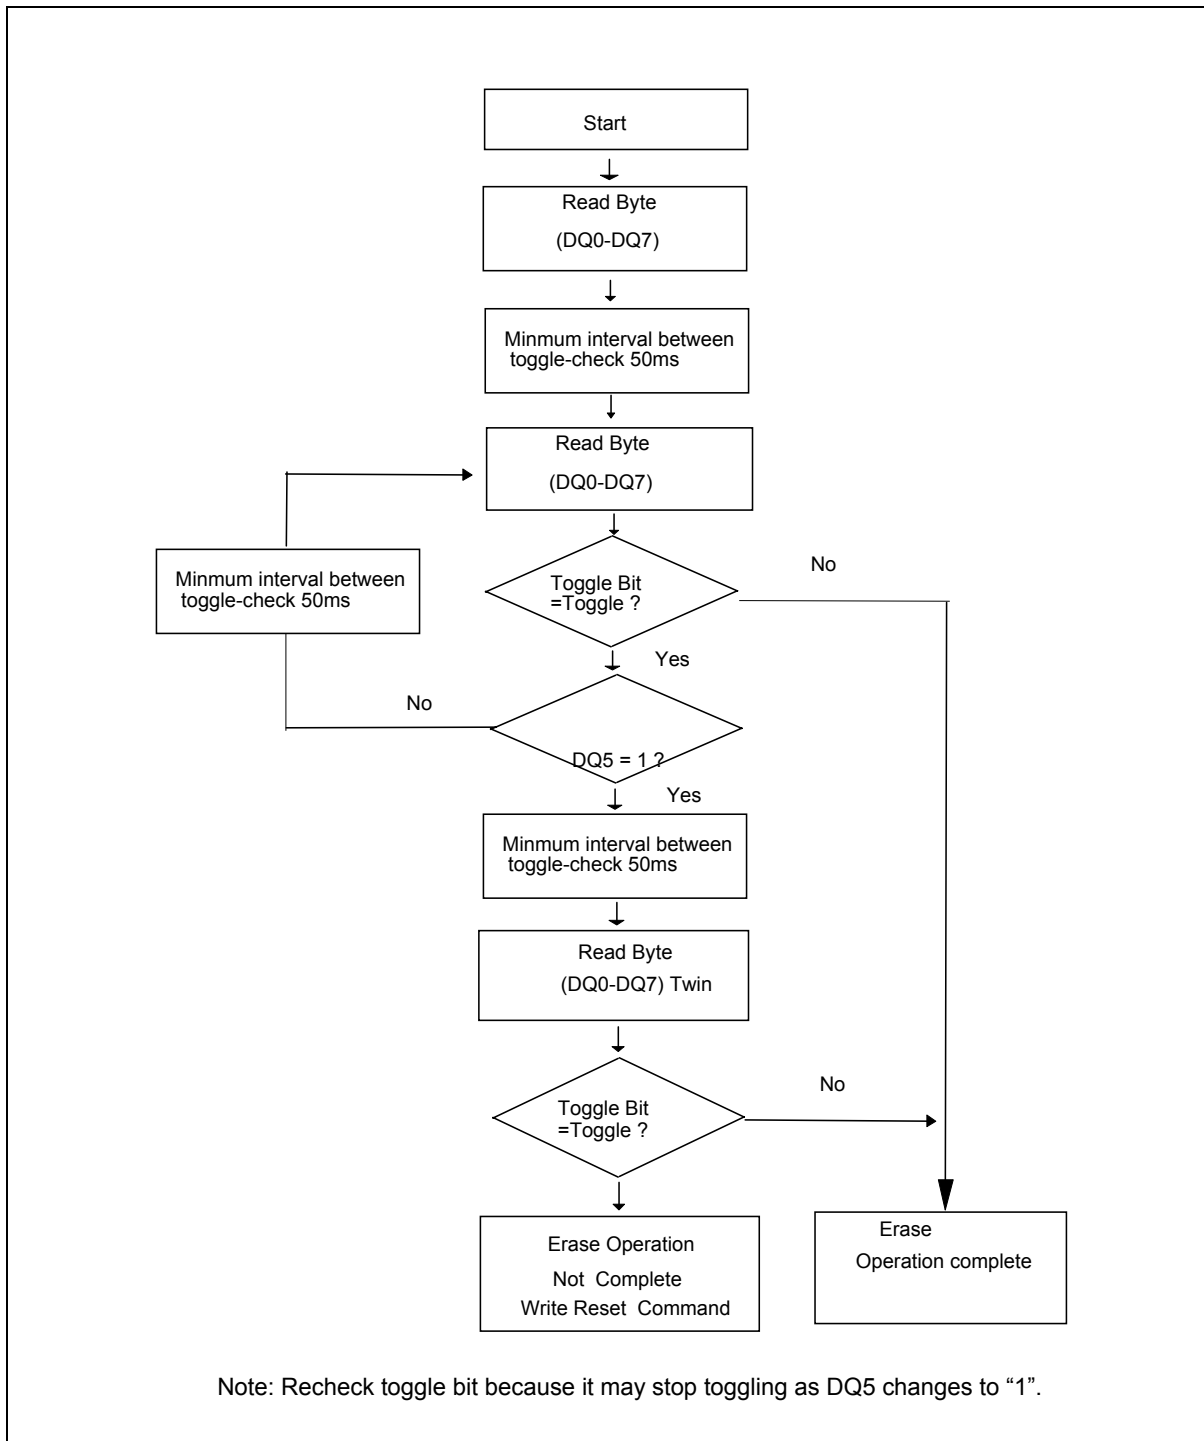 Start
Read Byte
(DQ0-DQ7)
Minmum interval between
toggle-check 50ms
Read Byte
(DQ0-DQ7)
Minmum interval between
toggle-check 50ms
Toggle Bit
=Toggle ?
No
Yes
No
DQ5 = 1 ?
Yes
Minmum interval between
toggle-check 50ms
Read Byte
(DQ0-DQ7) Twin
Toggle Bit
=Toggle ?
No
Erase Operation
Not Complete
Write Reset Command
Erase
Operation complete
Note: Recheck toggle bit because it may stop toggling as DQ5 changes to “1”.